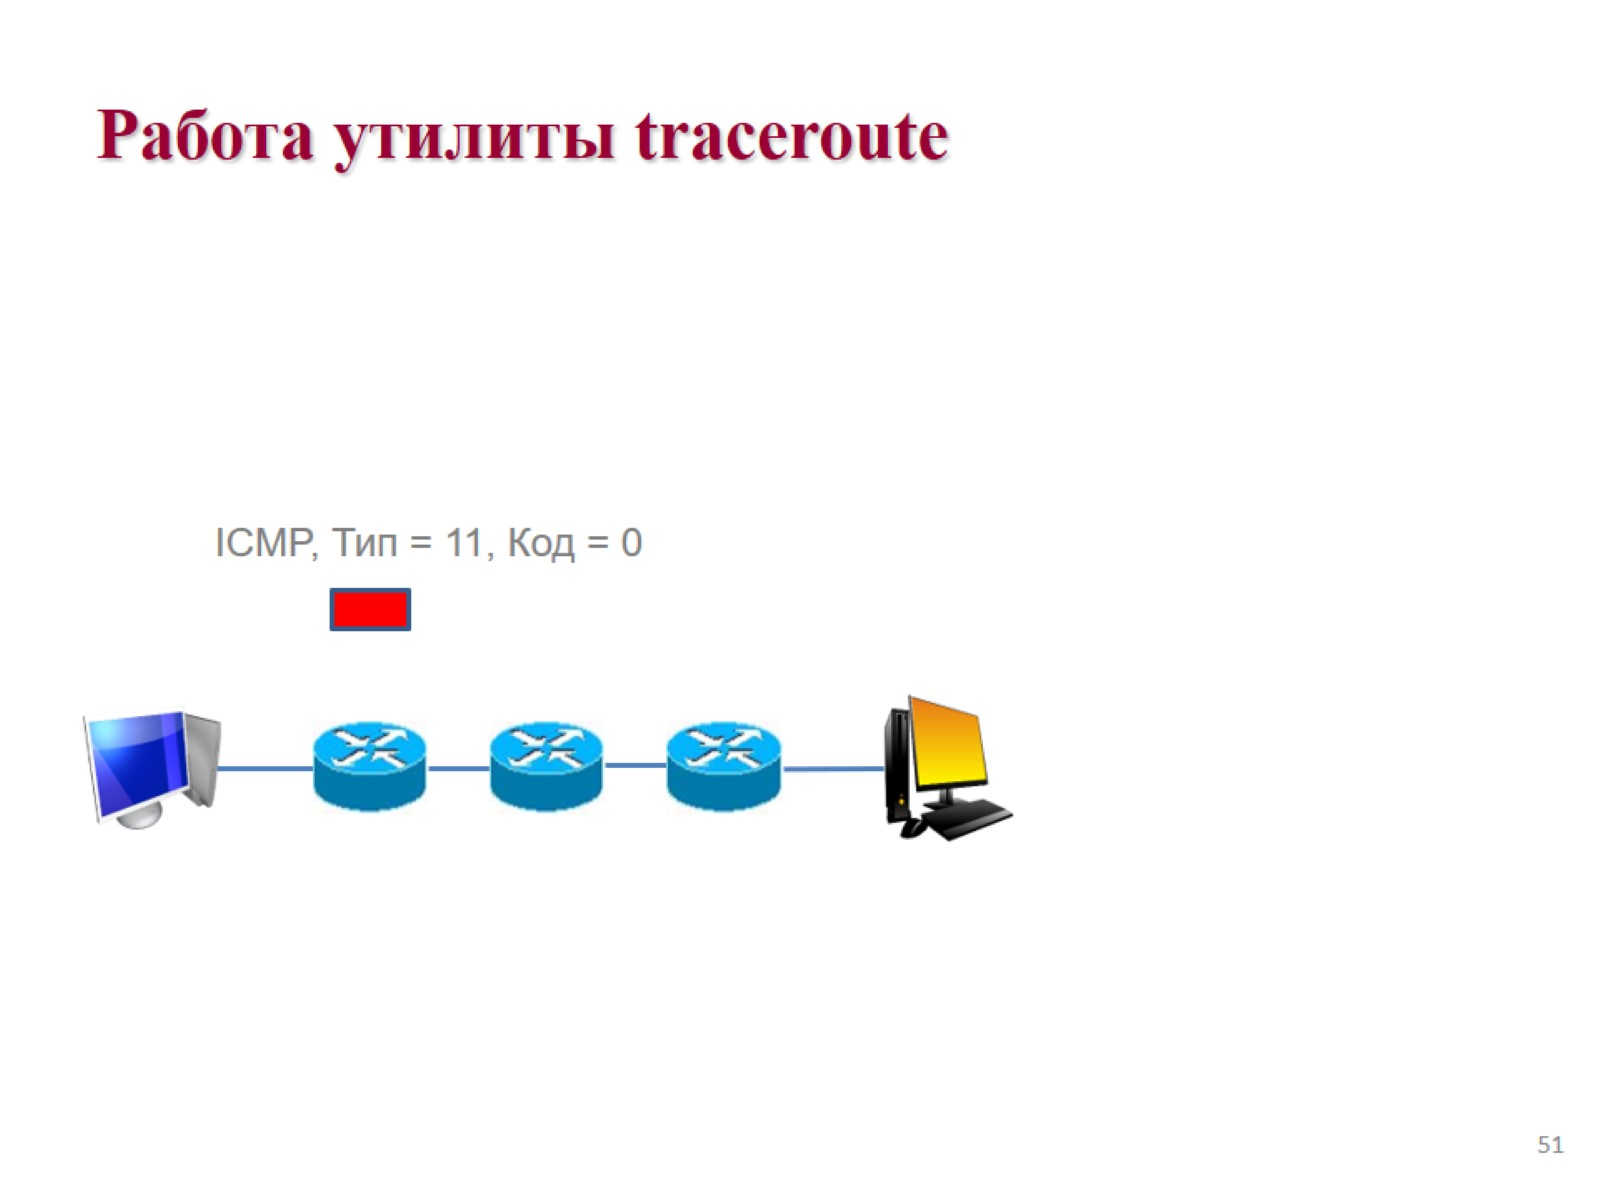 Работа утилиты traceroute
ICMP, Тип = 11, Код = 0
51